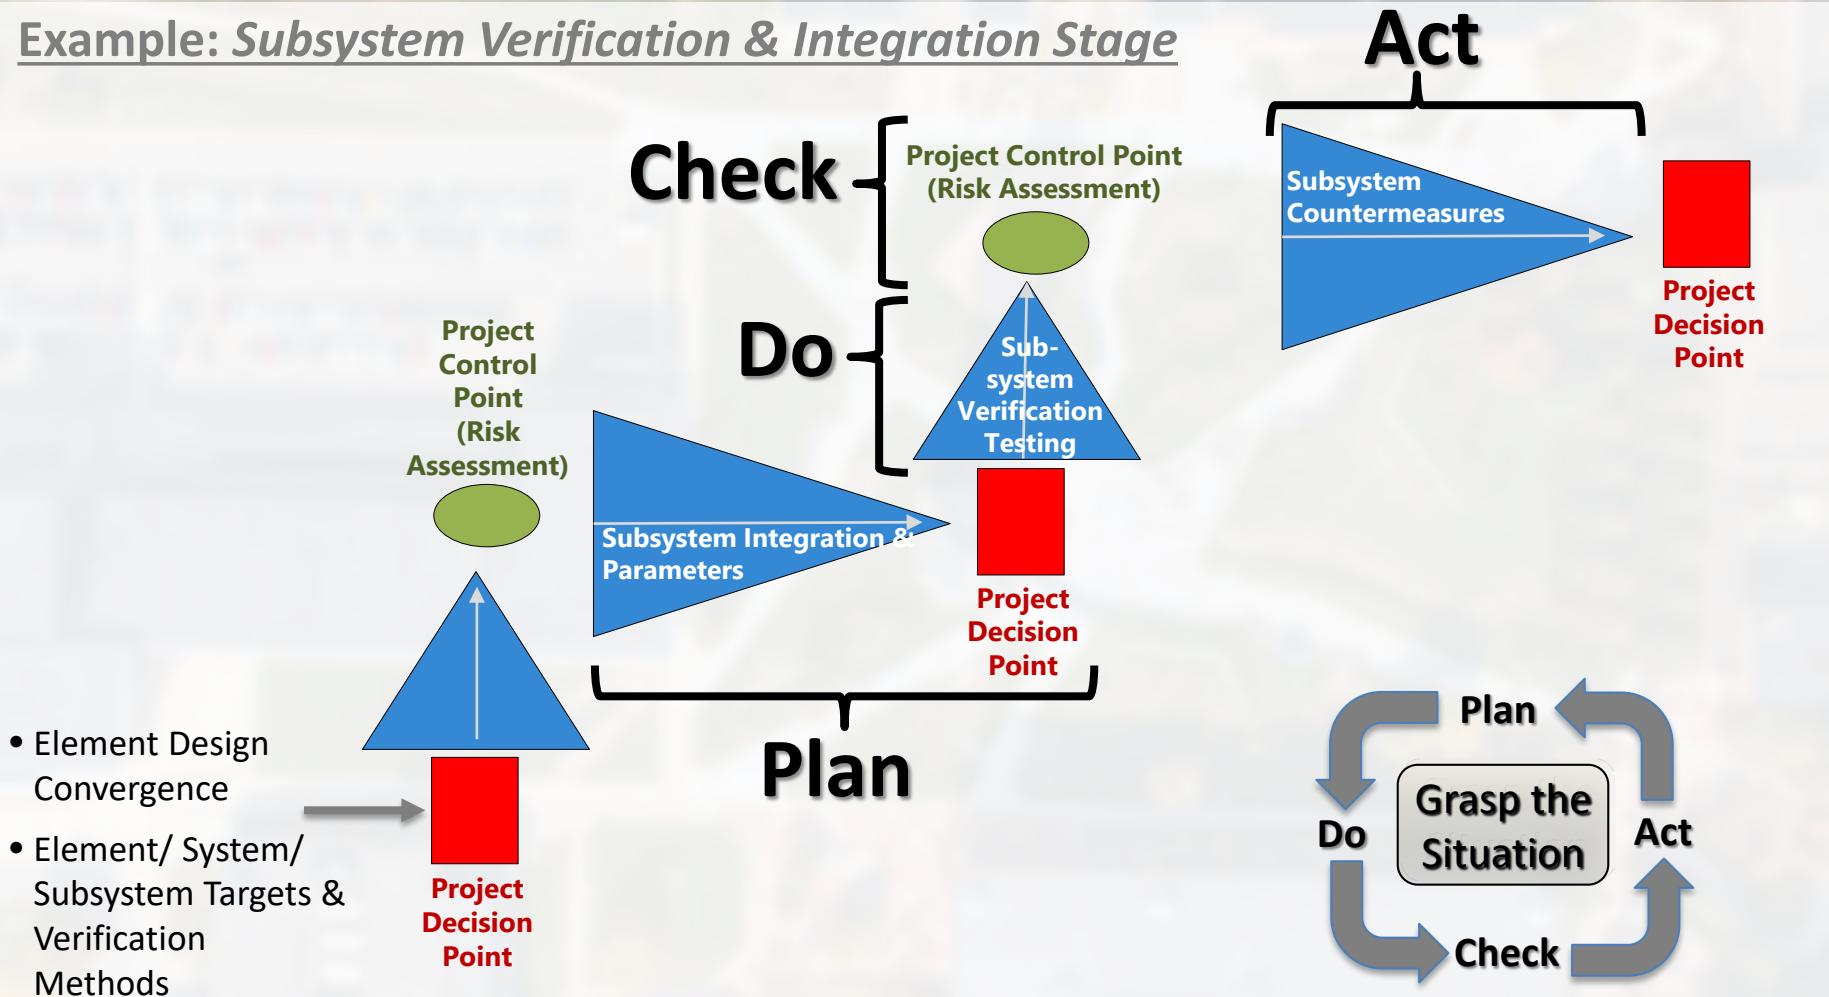 Example: Subsystem Verification & Integration Stage
Act
Check
Project Control Point
(Risk Assessment)
Subsystem
Countermeasures
Project
Decision
Point
Do
Sub-
system
Verification
Testing
Project
Control
Point
(Risk
Assessment)
Subsystem Integration &
Parameters
Project
Decision
Point
Plan
• Element Design
Convergence
• Element/ System/
Subsystem Targets &
Verification
Methods
Project
Decision
Point
Plan
Grasp the
Situation
Do
Act
Check